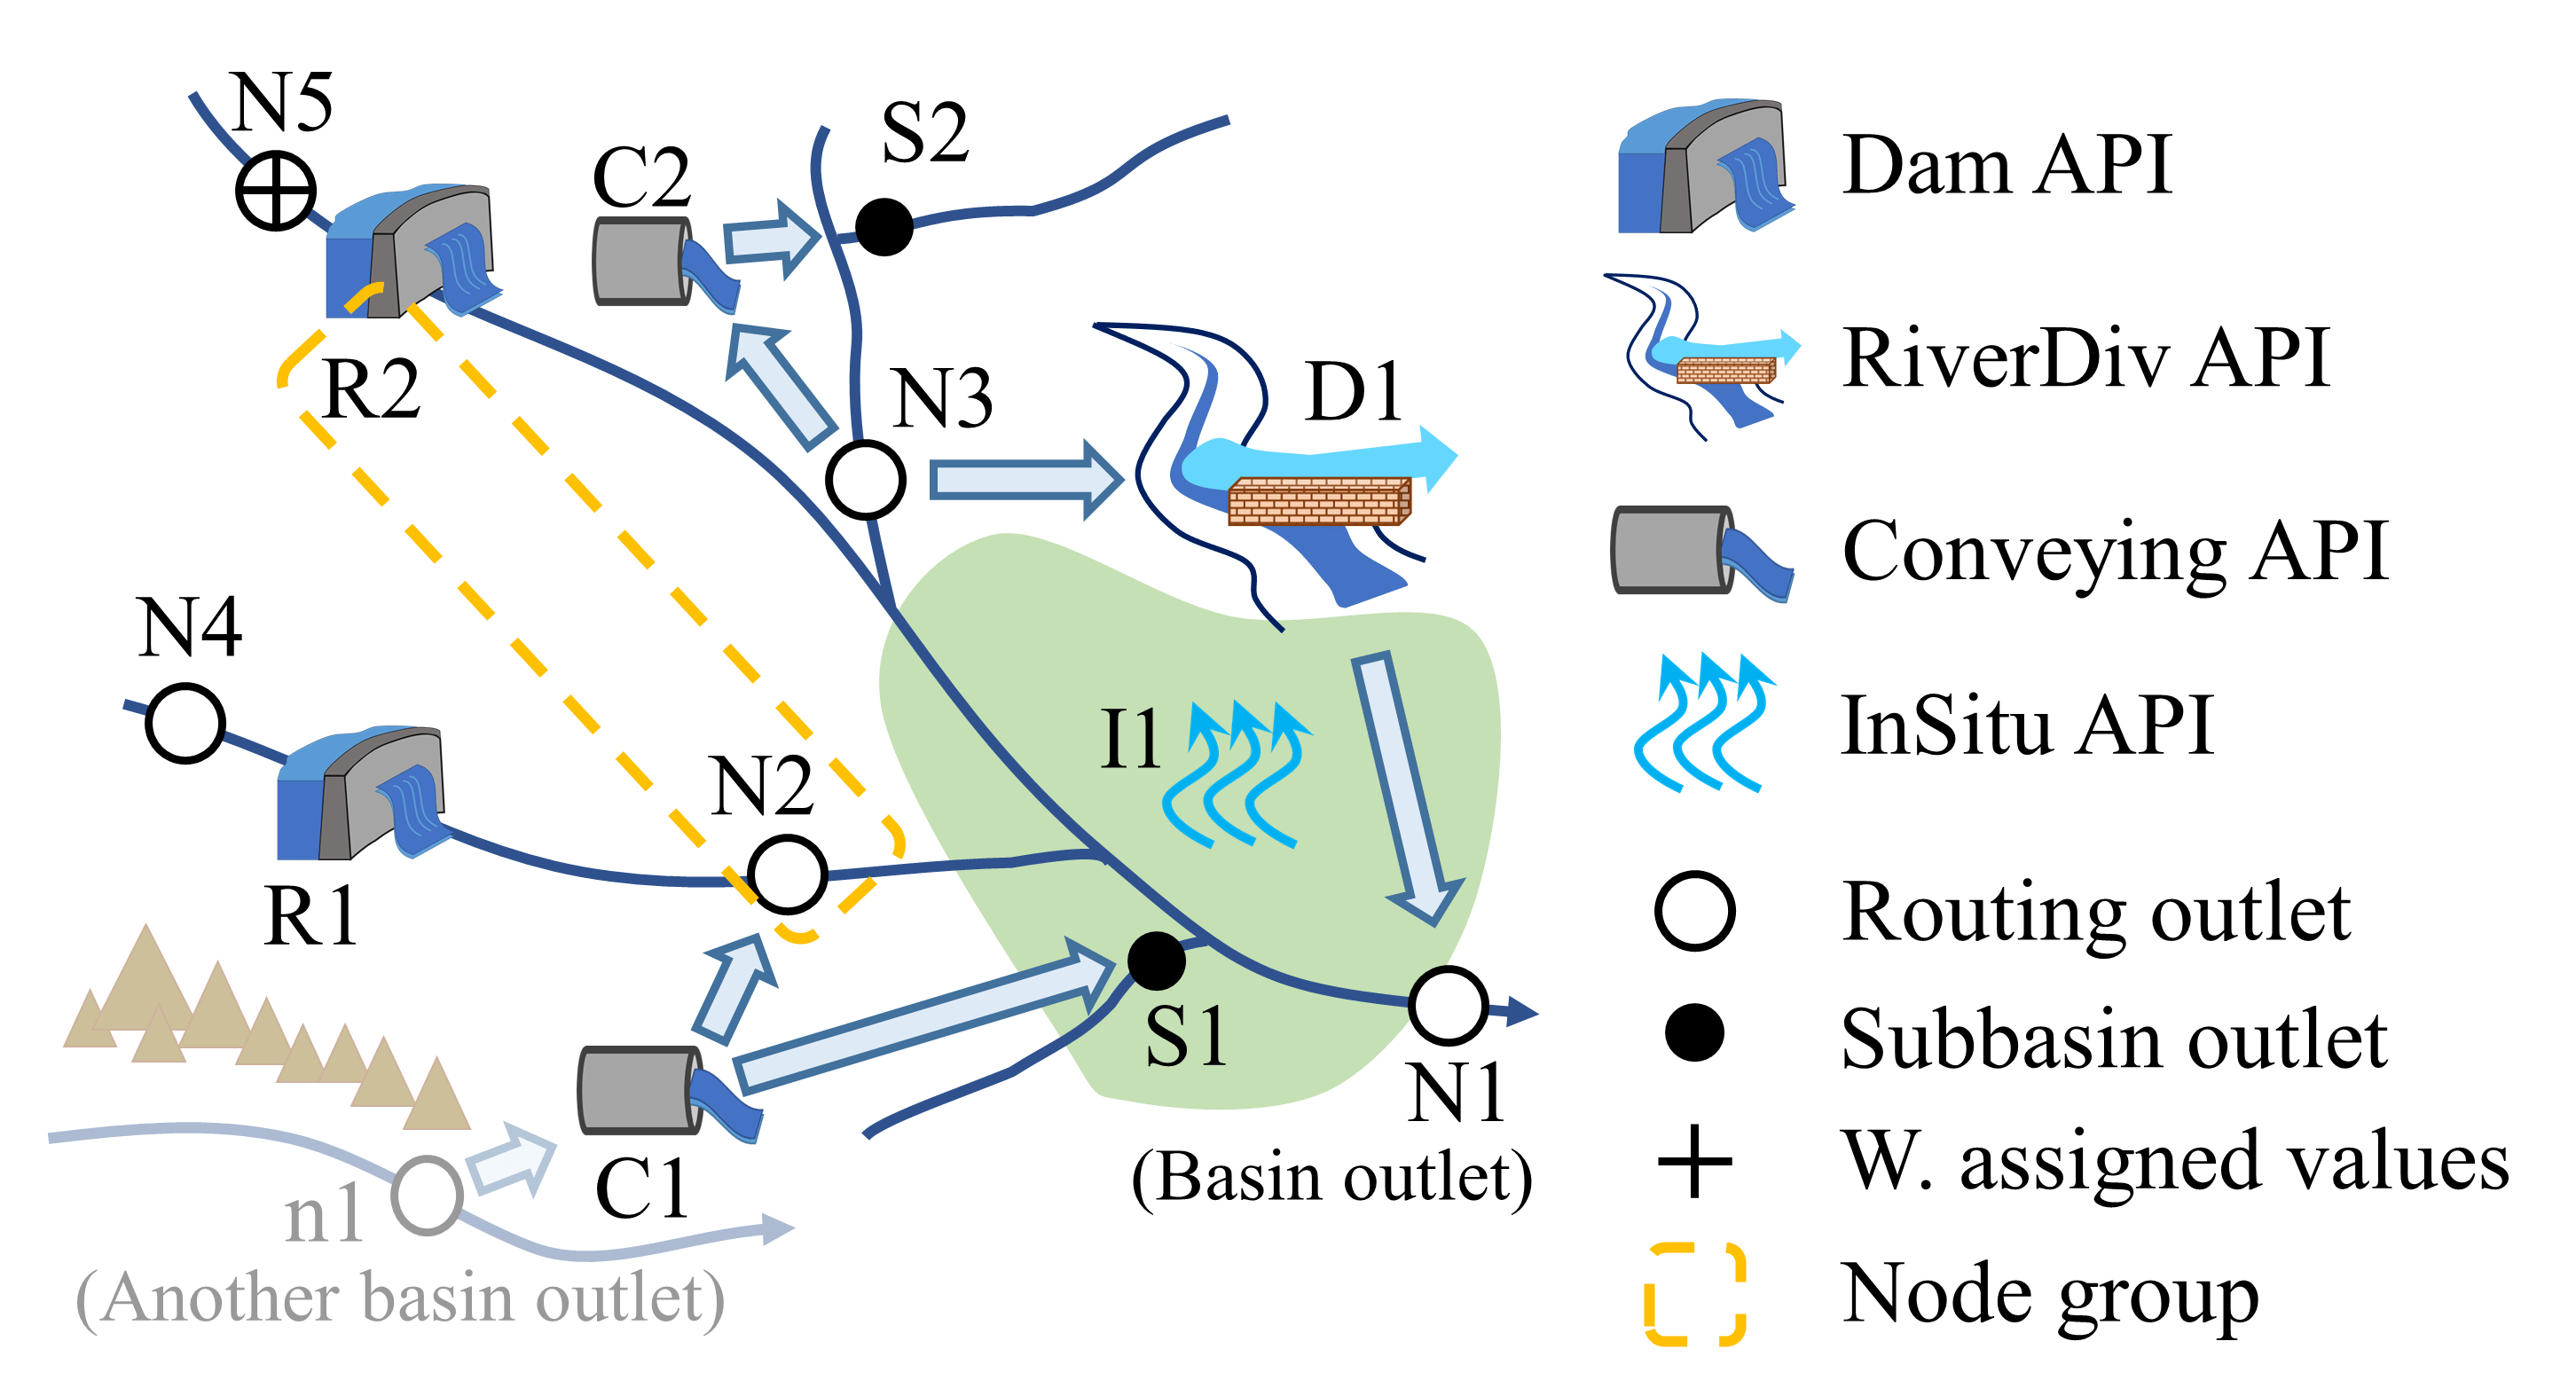 N5
S2
C2
R2
N3
D1
N4
I1
N2
R1
S1
N1
(Basin outlet)
C1
n1
(Another basin outlet)
Dam API
RiverDiv API
Conveying API
InSitu API
Routing outlet
Subbasin outlet
W. assigned values
Node group